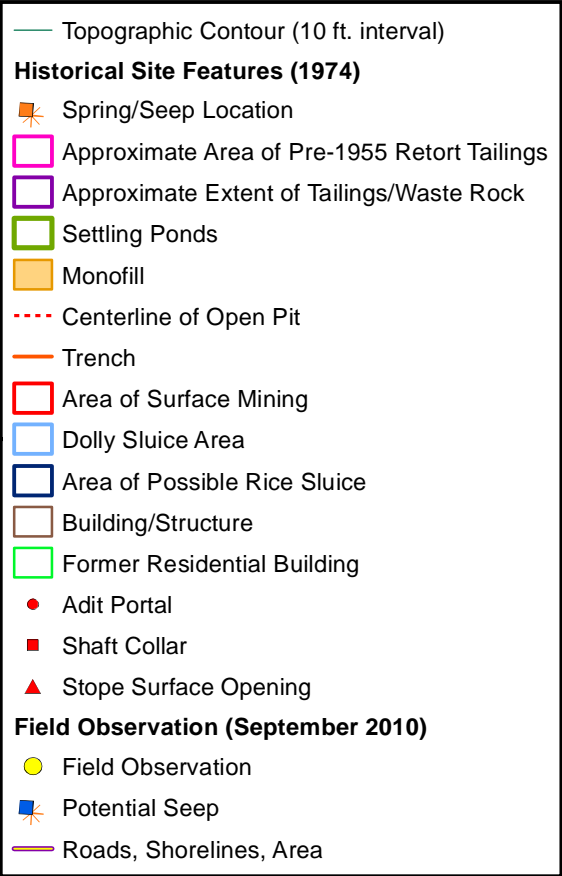 Topographic Contour (10 ft. interval)
Historical Site Features (1974)
Spring/Seep Location
Approximate Area of Pre-1955 Retort Tailings
Approximate Extent of Tailings/Waste Rock
Settling Ponds
Monofill
Centerline of Open Pit
Trench
Area of Surface Mining
Dolly Sluice Area
Area of Possible Rice Sluice
Building/Structure
Former Residential Building
Adit Portal
Shaft Collar
Stope Surface Opening
Field Observation (September 2010)
Field Observation
Potential Seep
Roads, Shorelines, Area